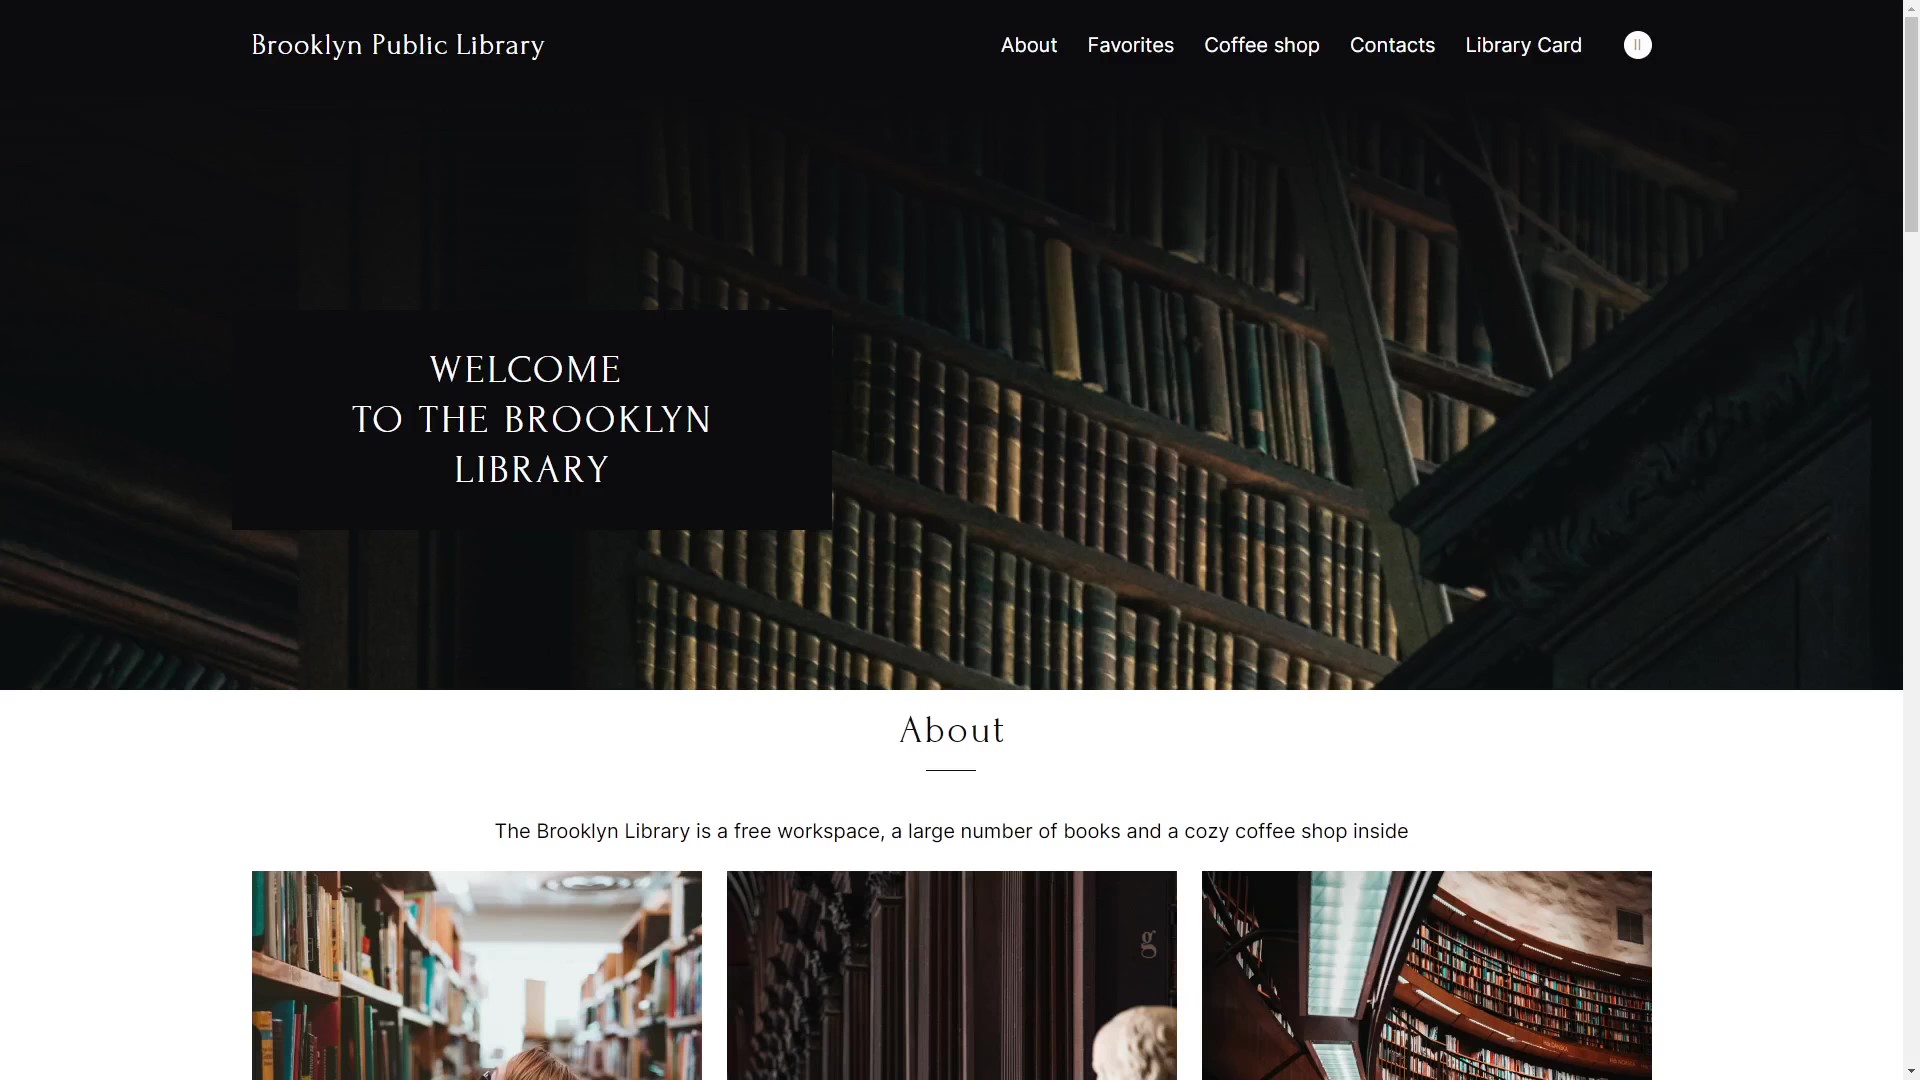 Brooklyn Public Library
About
Favorites
Coffee shop
Contacts
Library Card
II
WELCOME
TO THE BROOKLYN
LIBRARY
About
The Brooklyn Library is a free workspace, a large number of books and a cozy coffee shop inside
g